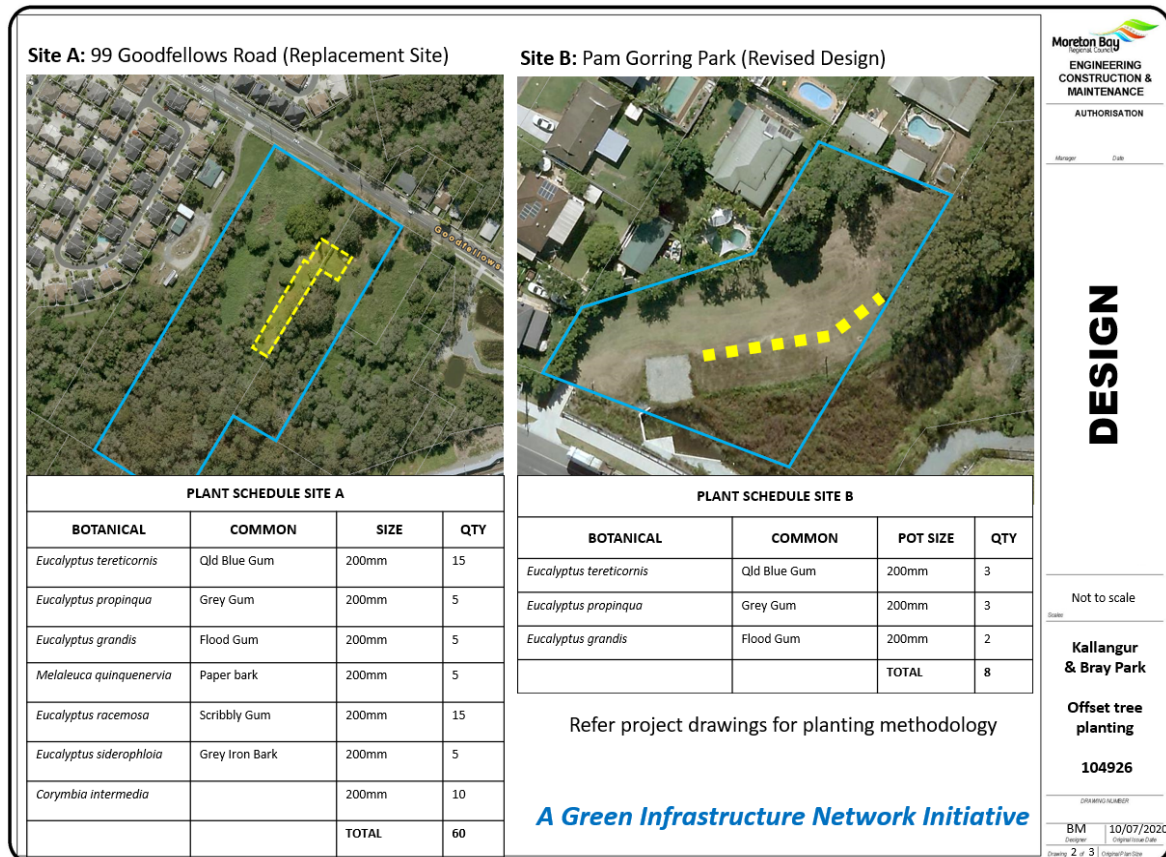 Site A: 99 Goodfellows Road (Replacement Site)
Goodfellows
PLANT SCHEDULE SITE A
BOTANICAL COMMON SIZE QTY
Eucalyptus tereticornis Qld Blue Gum 200mm 15
Eucalyptus propinqua Grey Gum 200mm 5
Eucalyptus grandis Flood Gum 200mm 5
Melaleuca quinquenervia Paper bark 200mm 5
Eucalyptus racemosa Scribbly Gum 200mm 15
Eucalyptus siderophloia Grey Iron Bark 200mm 5
Corymbia intermedia 200mm 10
TOTAL 60
Site B: Pam Gorring Park (Revised Design)
PLANT SCHEDULE SITE B
BOTANICAL COMMON POT SIZE QTY
Eucalyptus tereticornis Qld Blue Gum 200mm 3
Eucalyptus propinqua Grey Gum 200mm 3
Eucalyptus grandis Flood Gum 200mm 2
TOTAL 8
Refer project drawings for planting methodology
A Green Infrastructure Network Initiative
Moreton Bay
Regional Council
ENGINEERING
CONSTRUCTION &
MAINTENANCE
AUTHORISATION
Manager Date
DESIGN
Not to scale
Scales
Kallangur
& Bray Park
Offset tree
planting
104926
DRAWING NUMBER
BM 10/07/2020
Designer Original Issue Date
Drawing 2 of 3 Original Plan Size